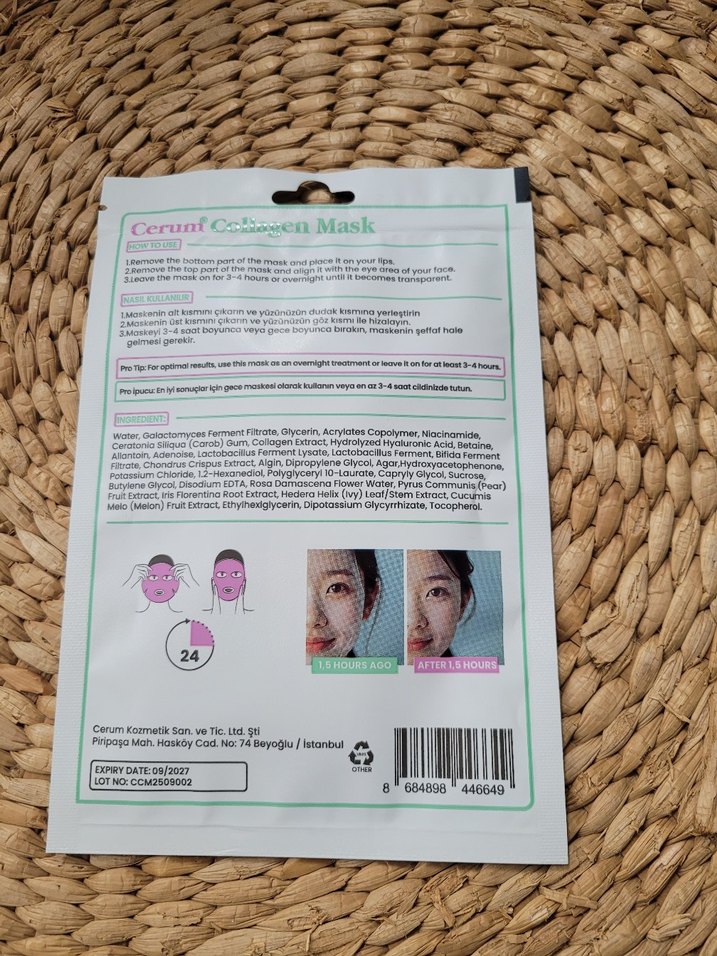 Cerum® Collagen Mask
HOW TO USE
1.Remove the bottom part of the mask and place it on your lips.
2.Remove the top part of the mask and align it with the eye area of your face.
3.Leave the mask on for 3-4 hours or overnight until it becomes transparent.
NASIL KULLANILIR
1.Maskenin alt kısmını çıkarın ve yüzünüzün dudak kısmına yerleştirin
2.Maskenin üst kısmını çıkarın ve yüzünüzün göz kısmı ile hizalayın.
3.Maskeyi 3-4 saat boyunca veya gece boyunca bırakın, maskenin şeffaf hale
gelmesi gerekir.
Pro Tip: For optimal results, use this mask as an overnight treatment or leave it on for at least 3-4 hours.
Pro İpucu: En iyi sonuçlar için gece maskesi olarak kullanın veya en az 3-4 saat cildinizde tutun.
INGREDIENT:
Water, Galactomyces Ferment Filtrate, Glycerin, Acrylates Copolymer, Niacinamide,
Ceratonia Siliqua (Carob) Gum, Collagen Extract, Hydrolyzed Hyaluronic Acid, Betaine,
Allantoin, Adenoise, Lactobacillus Ferment Lysate, Lactobacillus Ferment, Bifida Ferment
Filtrate, Chondrus Crispus Extract, Algin, Dipropylene Glycol, Agar,Hydroxyacetophenone,
Potassium Chloride, 1.2-Hexanediol, Polyglyceryl 10-Laurate, Capryly Glycol, Sucrose,
Butylene Glycol, Disodium EDTA, Rosa Damascena Flower Water, Pyrus Communis (Pear)
Fruit Extract, Iris Florentina Root Extract, Hedera Helix (Ivy) Leaf/Stem Extract, Cucumis
Melo (Melon) Fruit Extract, Ethylhexlglycerin, Dipotassium Glycyrrhizate, Tocopherol.
24
1,5 HOURS AGO
AFTER 1,5 HOURS
Cerum Kozmetik San. ve Tic. Ltd. Şti
Piripaşa Mah. Hasköy Cad. No: 74 Beyoğlu / İstanbul
OTHER
EXPIRY DATE: 09/2027
LOT NO: CCM2509002
8 684898 446649